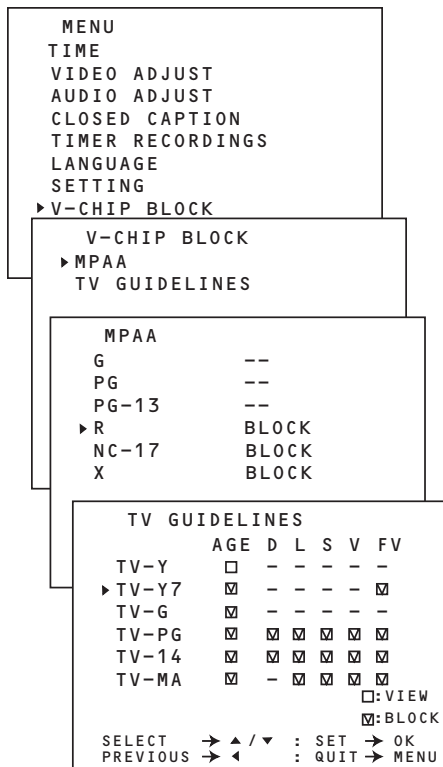 MENU
TIME
VIDEO ADJUST
AUDIO ADJUST
CLOSED CAPTION
TIMER RECORDINGS
LANGUAGE
SETTING
▶V-CHIP BLOCK
V-CHIP BLOCK
▶MPAA
TV GUIDELINES
MPAA
G --
PG --
PG-13 --
▶R BLOCK
NC-17 BLOCK
X BLOCK
TV GUIDELINES
AGE D L S V FV
TV-Y ☐ - - - - -
▶TV-Y7 ☑ - - - - ☑
TV-G ☑ - - - - -
TV-PG ☑ ☑ ☑ ☑ ☑ ☑
TV-14 ☑ ☑ ☑ ☑ ☑ ☑
TV-MA ☑ - ☑ ☑ ☑ ☑
☐:VIEW
☑:BLOCK
SELECT → ▲/▼ : SET → OK
PREVIOUS → ◀ : QUIT → MENU